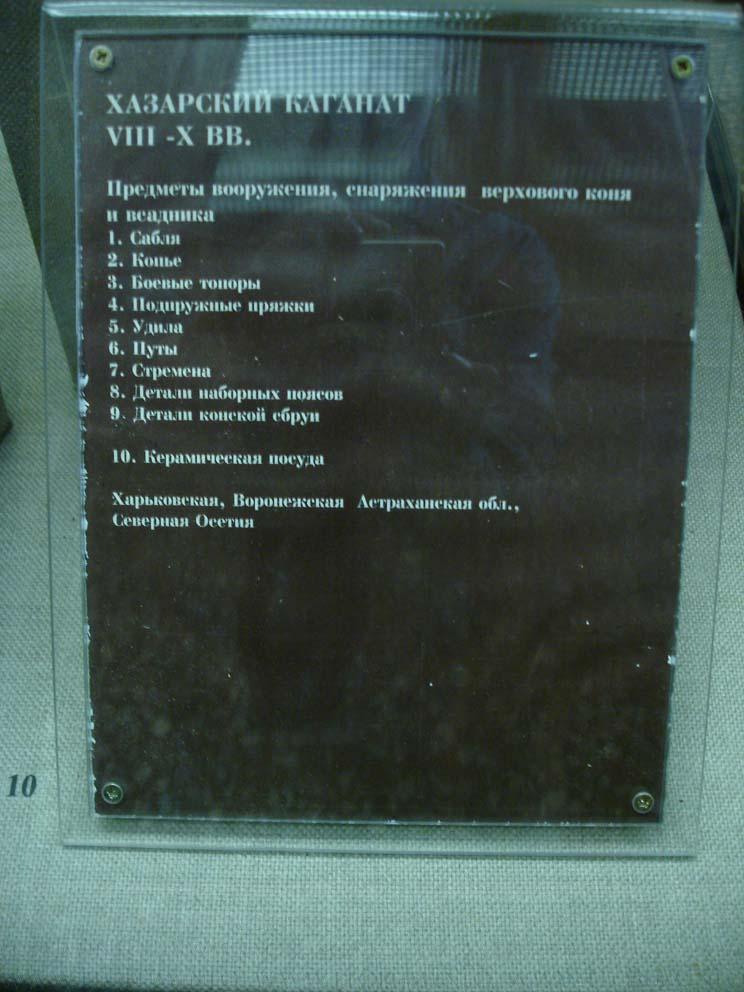 ХАЗАРСКИЙ КАГАНАТ
VIII -X ВВ.
Предметы вооружения, снаряжения верхового коня
и всадника
1. Сабля
2. Копье
3. Боевые топоры
4. Подпружные пряжки
5. Удила
6. Путы
7. Стремена
8. Детали наборных поясов
9. Детали конской сбруи
10. Керамическая посуда
Харьковская, Воронежская Астраханская обл.,
Северная Осетия
10